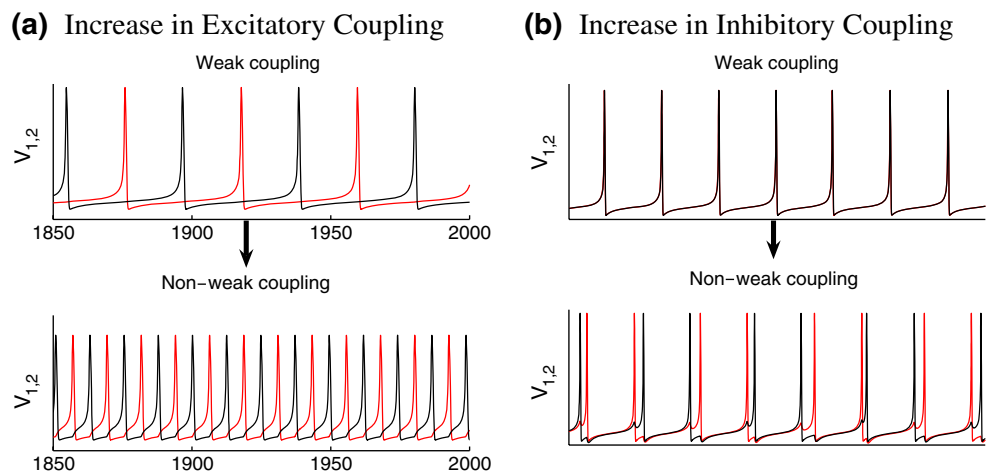 (a) Increase in Excitatory Coupling
Weak coupling
V1,2
1850 1900 1950 2000
Non−weak coupling
V1,2
1850 1900 1950 2000
(b) Increase in Inhibitory Coupling
Weak coupling
V1,2
Non−weak coupling
V1,2